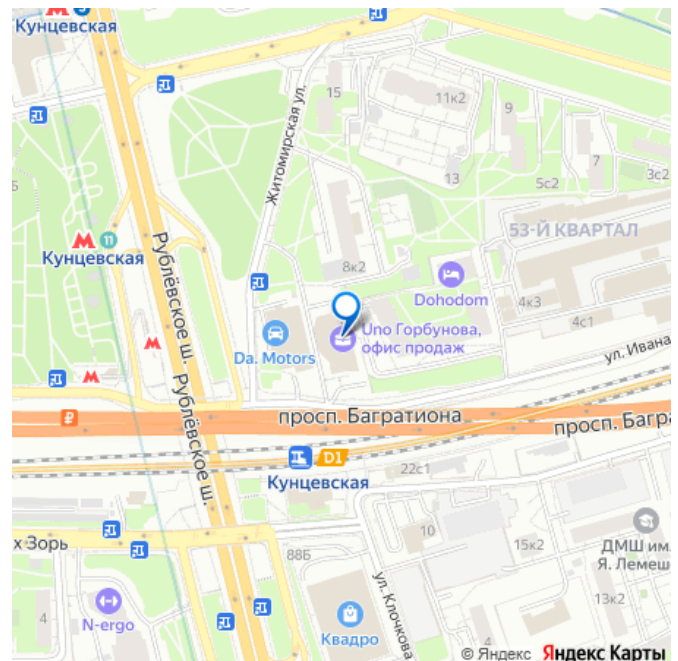 Кунцевская
Житомирская ул.
15
11к2
9
7
3с2
13
5с2
53-Й КВАРТАЛ
11
Кунцевская
Рублёвское ш.
Рублёвское ш.
8к2
Dohodom
4к3
4с1
Da. Motors
Uno Горбунова,
офис продаж
ул. Ивана
просп. Багратиона
просп. Багра
D1
Кунцевская
22с1
х Зорь
88Б
10
15к2
ДМШ им.
Я. Лемеш
ул. Клочкова
13к2
4
N-ergo
Квадро
6
© Яндекс Яндекс Карты